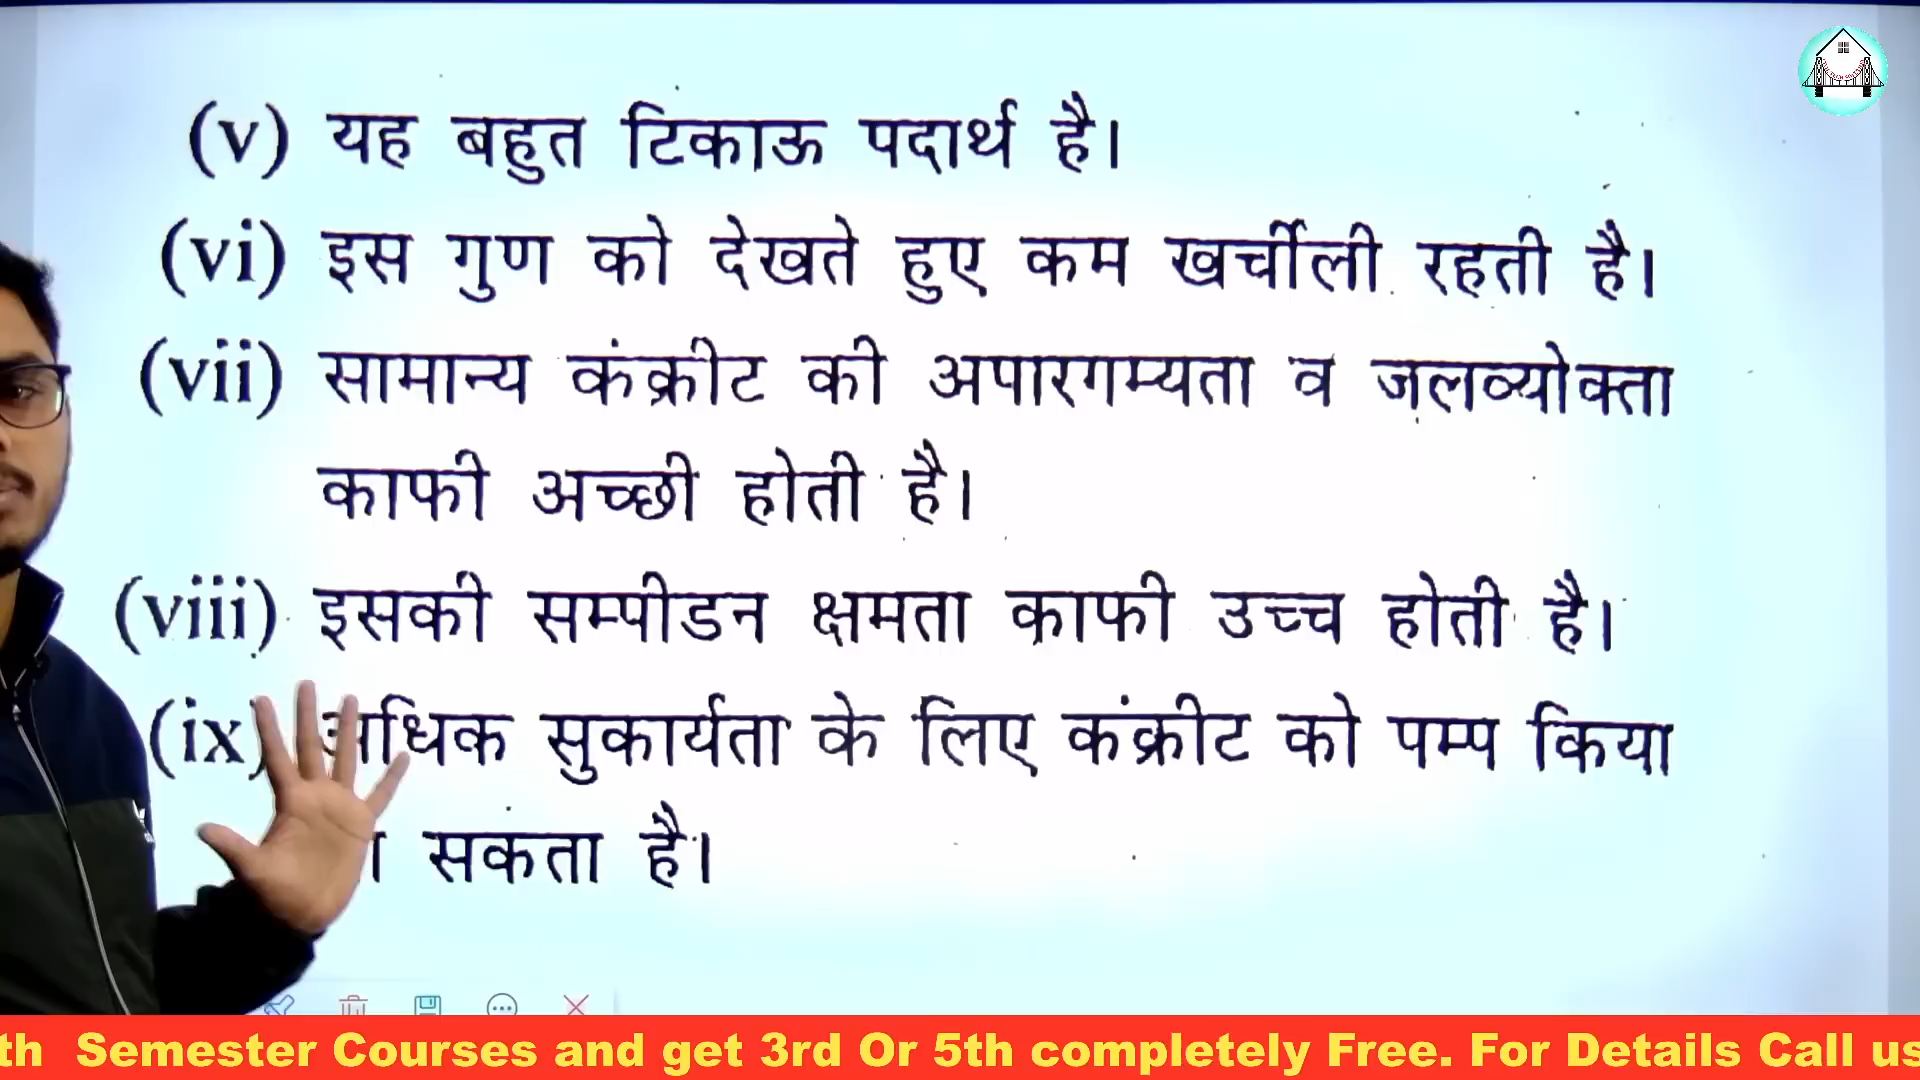 (v) यह बहुत टिकाऊ पदार्थ है।
(vi) इस गुण को देखते हुए कम खर्चीली रहती है।
(vii) सामान्य कंक्रीट की अपारगम्यता व जलव्योक्ता
काफी अच्छी होती है।
(viii) इसकी सम्पीडन क्षमता काफी उच्च होती है।
(ix) अधिक सुकार्यता के लिए कंक्रीट को पम्प किया
सकता है।
th Semester Courses and get 3rd Or 5th completely Free. For Details Call us